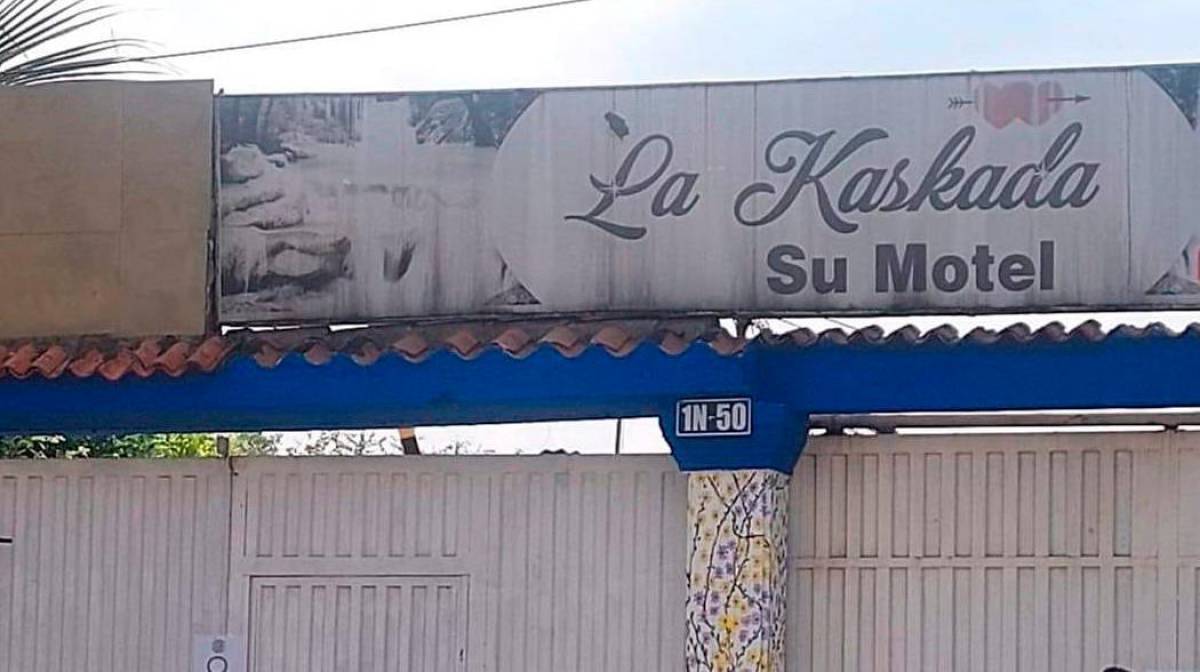 La Kaskada
Su Motel
1N-50